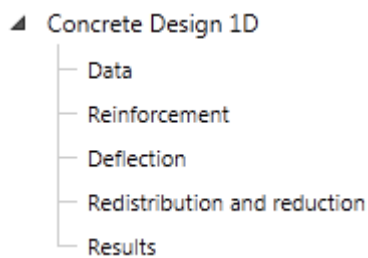 Concrete Design 1D
Data
Reinforcement
Deflection
Redistribution and reduction
Results